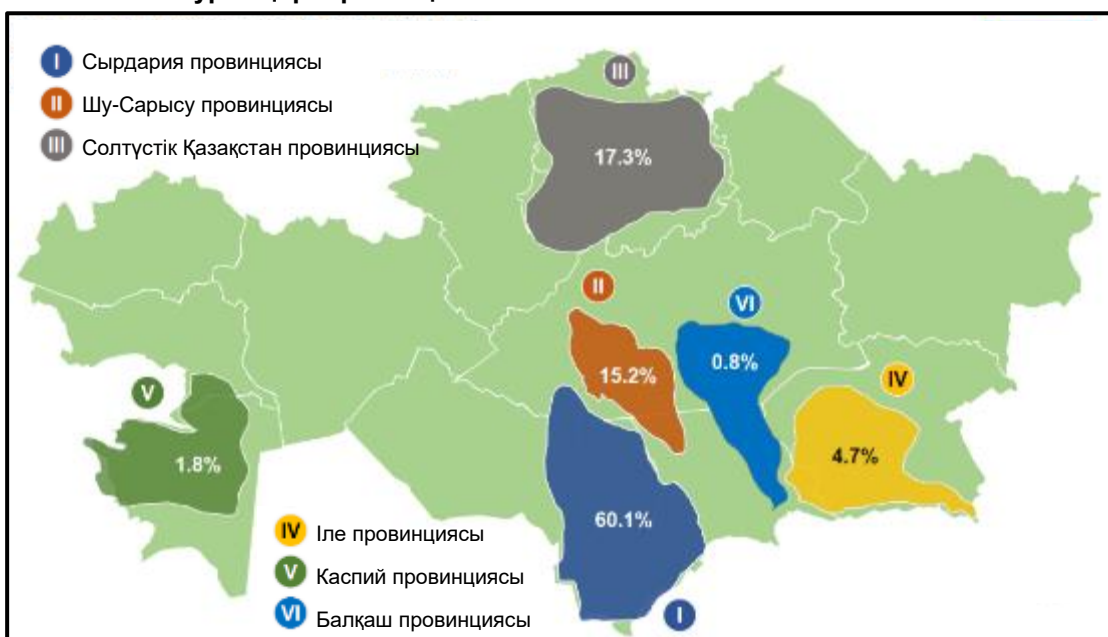 I Сырдария провинциясы
II Шу-Сарысу провинциясы
III Солтүстік Қазақстан провинциясы
III
17.3%
II
VI
15.2%
0.8%
IV
V
1.8%
4.7%
60.1%
IV Іле провинциясы
V Каспий провинциясы
VI Балқаш провинциясы
I